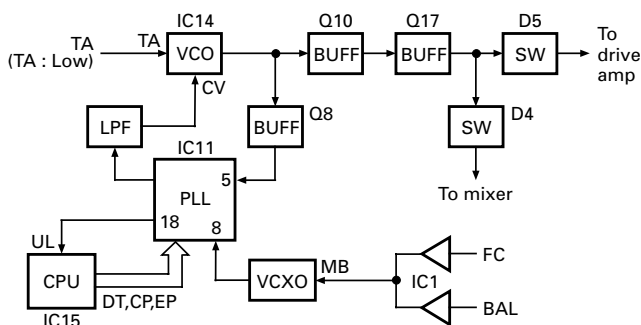 IC14
Q10
Q17
D5
TA
(TA : Low)
TA
VCO
BUFF
BUFF
SW
To
drive
amp
CV
LPF
BUFF
Q8
SW
D4
IC11
5
PLL
To mixer
18
8
UL
CPU
DT,CP,EP
IC15
VCXO
MB
IC1
FC
BAL